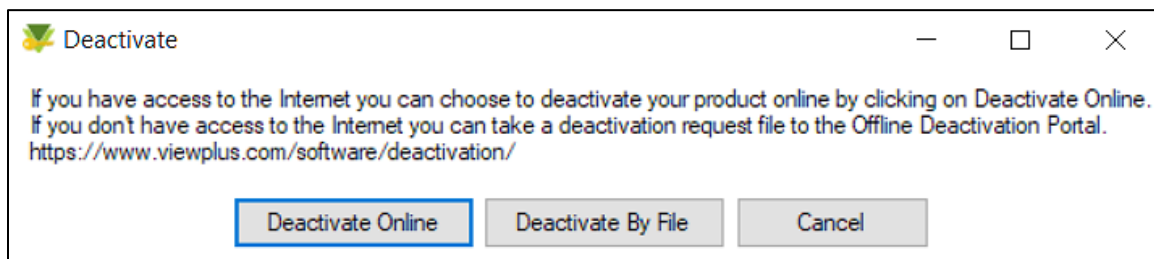 Deactivate
If you have access to the Internet you can choose to deactivate your product online by clicking on Deactivate Online.
If you don't have access to the Internet you can take a deactivation request file to the Offline Deactivation Portal.
https://www.viewplus.com/software/deactivation/
Deactivate Online Deactivate By File Cancel